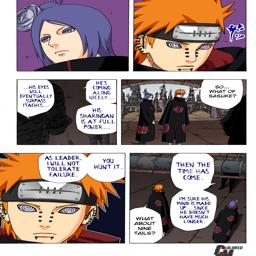 SO...
WHAT OF
SASUKE?
HE'S
COMING
ALONG
NICELY...
HIS
SHARINGAN
IS AT FULL
POWER...
...HIS EYES
WILL
EVENTUALLY
SURPASS
ITACHI'S...
THEN
THE TIME
HAS
COME.
I'M SURE
HIS MIND
IS MADE
UP...SINCE
HE DOESN'T
HAVE MUCH
LONGER.
WHAT
ABOUT
NINE
TAILS?
YOU
HUNT IT.
AS LEADER,
I WILL NOT
TOLERATE
FAILURE.